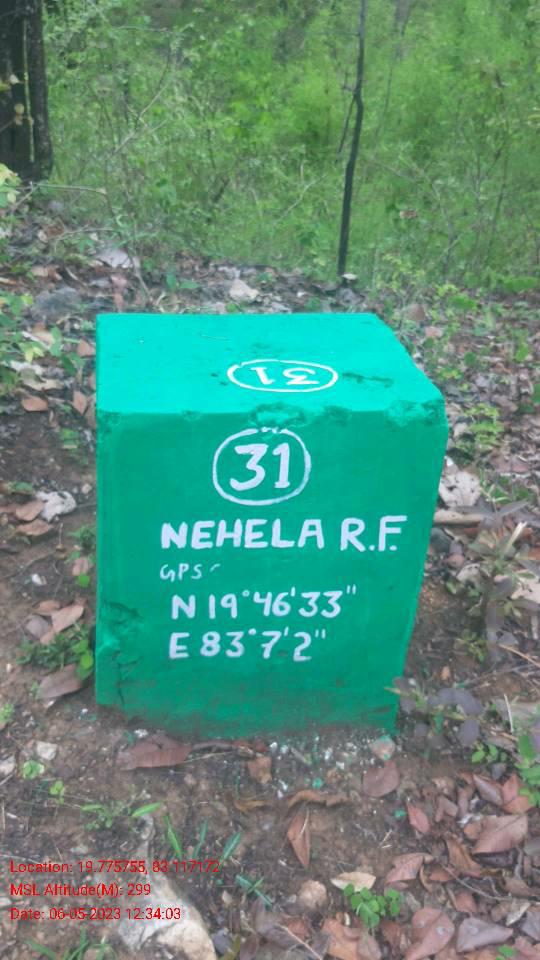 31
31
NEHELA R.F.
GPS
N 19°46'33"
E 83°7'2"
Location: 19.775755, 83.117172
MSL Altitude(M): 299
Date: 06-05-2023 12:34:03